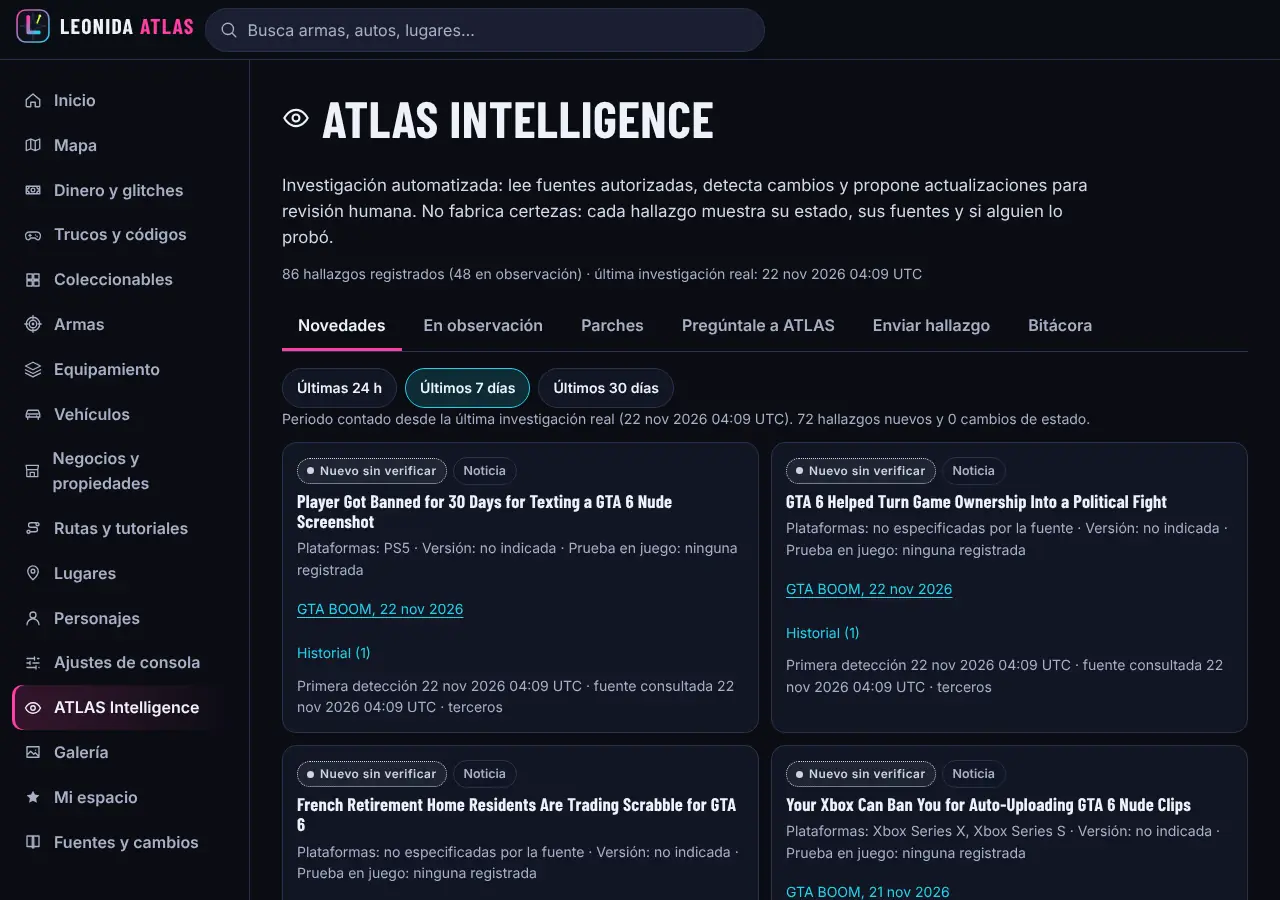 LEONIDA ATLAS
Busca armas, autos, lugares...
Inicio
Mapa
Dinero y glitches
Trucos y códigos
Coleccionables
Armas
Equipamiento
Vehículos
Negocios y
propiedades
Rutas y tutoriales
Lugares
Personajes
Ajustes de consola
ATLAS Intelligence
Galería
Mi espacio
Fuentes y cambios
ATLAS INTELLIGENCE
Investigación automatizada: lee fuentes autorizadas, detecta cambios y propone actualizaciones para
revisión humana. No fabrica certezas: cada hallazgo muestra su estado, sus fuentes y si alguien lo
probó.
86 hallazgos registrados (48 en observación) · última investigación real: 22 nov 2026 04:09 UTC
Novedades En observación Parches Pregúntale a ATLAS Enviar hallazgo Bitácora
Últimas 24 h Últimos 7 días Últimos 30 días
Periodo contado desde la última investigación real (22 nov 2026 04:09 UTC). 72 hallazgos nuevos y 0 cambios de estado.
Nuevo sin verificar Noticia
Player Got Banned for 30 Days for Texting a GTA 6 Nude
Screenshot
Plataformas: PS5 · Versión: no indicada · Prueba en juego: ninguna
registrada
GTA BOOM, 22 nov 2026
Historial (1)
Primera detección 22 nov 2026 04:09 UTC · fuente consultada 22
nov 2026 04:09 UTC · terceros
Nuevo sin verificar Noticia
GTA 6 Helped Turn Game Ownership Into a Political Fight
Plataformas: no especificadas por la fuente · Versión: no indicada ·
Prueba en juego: ninguna registrada
GTA BOOM, 22 nov 2026
Historial (1)
Primera detección 22 nov 2026 04:09 UTC · fuente consultada 22
nov 2026 04:09 UTC · terceros
Nuevo sin verificar Noticia
French Retirement Home Residents Are Trading Scrabble for GTA
6
Plataformas: no especificadas por la fuente · Versión: no indicada ·
Prueba en juego: ninguna registrada
Nuevo sin verificar Noticia
Your Xbox Can Ban You for Auto-Uploading GTA 6 Nude Clips
Plataformas: Xbox Series X, Xbox Series S · Versión: no indicada ·
Prueba en juego: ninguna registrada
GTA BOOM, 21 nov 2026